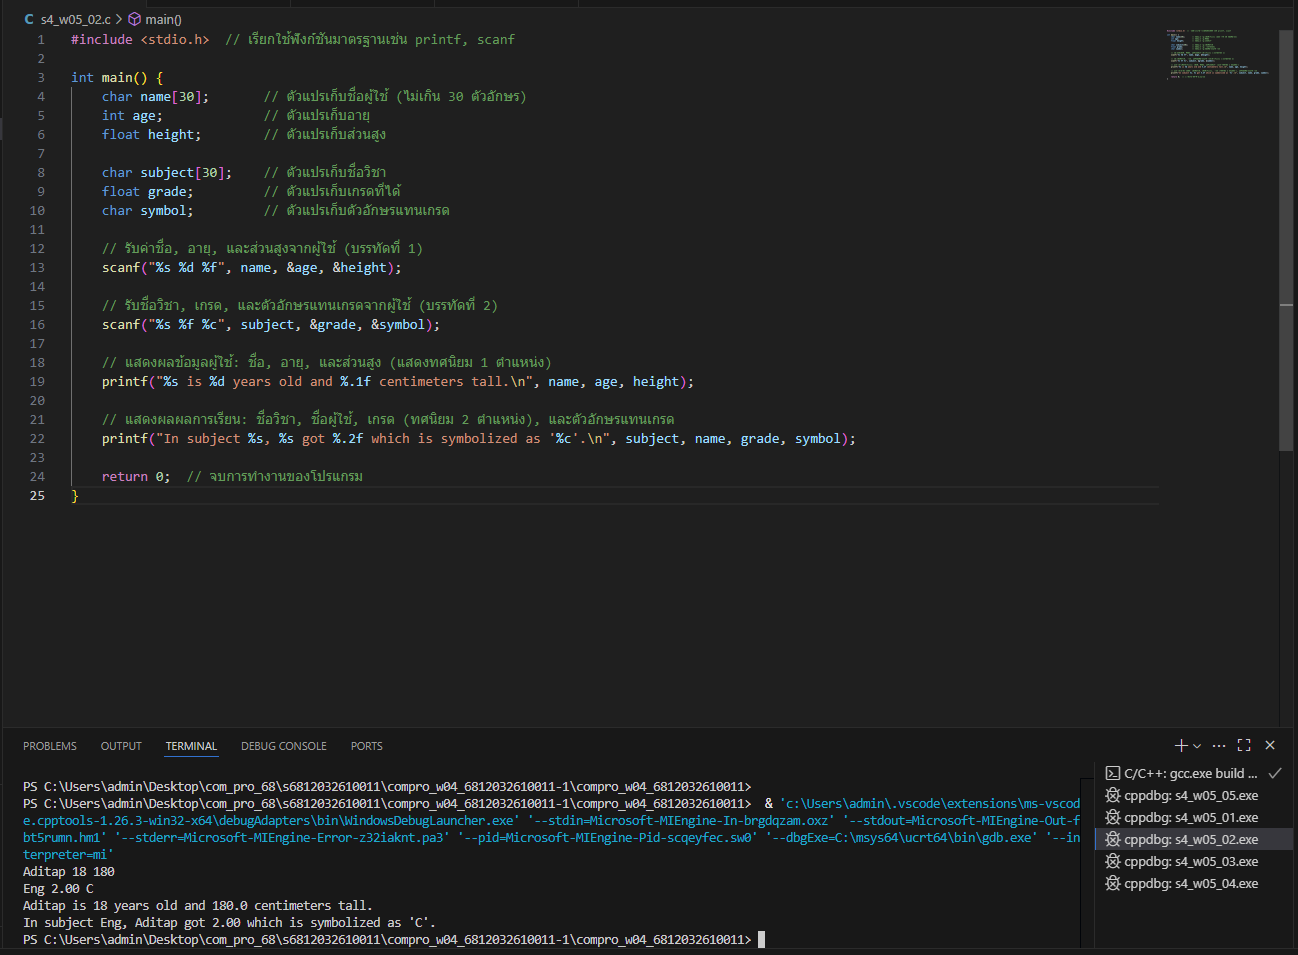 C s4_w05_02.c > main()
1 #include <stdio.h>  // เรียกใช้ฟังก์ชันมาตรฐานเช่น printf, scanf
2
3 int main() {
4     char name[30];       // ตัวแปรเก็บชื่อผู้ใช้ (ไม่เกิน 30 ตัวอักษร)
5     int age;             // ตัวแปรเก็บอายุ
6     float height;        // ตัวแปรเก็บส่วนสูง
7
8     char subject[30];    // ตัวแปรเก็บชื่อวิชา
9     float grade;         // ตัวแปรเก็บเกรดที่ได้
10     char symbol;         // ตัวแปรเก็บตัวอักษรแทนเกรด
11
12     // รับค่าชื่อ, อายุ, และส่วนสูงจากผู้ใช้ (บรรทัดที่ 1)
13     scanf("%s %d %f", name, &age, &height);
14
15     // รับชื่อวิชา, เกรด, และตัวอักษรแทนเกรดจากผู้ใช้ (บรรทัดที่ 2)
16     scanf("%s %f %c", subject, &grade, &symbol);
17
18     // แสดงผลข้อมูลผู้ใช้: ชื่อ, อายุ, และส่วนสูง (แสดงทศนิยม 1 ตำแหน่ง)
19     printf("%s is %d years old and %.1f centimeters tall.\n", name, age, height);
20
21     // แสดงผลผลการเรียน: ชื่อวิชา, ชื่อผู้ใช้, เกรด (ทศนิยม 2 ตำแหน่ง), และตัวอักษรแทนเกรด
22     printf("In subject %s, %s got %.2f which is symbolized as '%c'.\n", subject, name, grade, symbol);
23
24     return 0;  // จบการทำงานของโปรแกรม
25 }
PROBLEMS OUTPUT TERMINAL DEBUG CONSOLE PORTS
PS C:\Users\admin\Desktop\com_pro_68\s6812032610011\compro_w04_6812032610011-1\compro_w04_6812032610011>
PS C:\Users\admin\Desktop\com_pro_68\s6812032610011\compro_w04_6812032610011-1\compro_w04_6812032610011>  & 'c:\Users\admin\.vscode\extensions\ms-vscod
e.cpptools-1.26.3-win32-x64\debugAdapters\bin\WindowsDebugLauncher.exe' '--stdin=Microsoft-MIEngine-In-brgdqzam.oxz' '--stdout=Microsoft-MIEngine-Out-f
bt5rumn.hm1' '--stderr=Microsoft-MIEngine-Error-z32iaknt.pa3' '--pid=Microsoft-MIEngine-Pid-scqeyfec.sw0' '--dbgExe=C:\msys64\ucrt64\bin\gdb.exe' '--in
terpreter=mi'
Aditap 18 180
Eng 2.00 C
Aditap is 18 years old and 180.0 centimeters tall.
In subject Eng, Aditap got 2.00 which is symbolized as 'C'.
PS C:\Users\admin\Desktop\com_pro_68\s6812032610011\compro_w04_6812032610011-1\compro_w04_6812032610011>
C/C++: gcc.exe build ...
cppdbg: s4_w05_05.exe
cppdbg: s4_w05_01.exe
cppdbg: s4_w05_02.exe
cppdbg: s4_w05_03.exe
cppdbg: s4_w05_04.exe